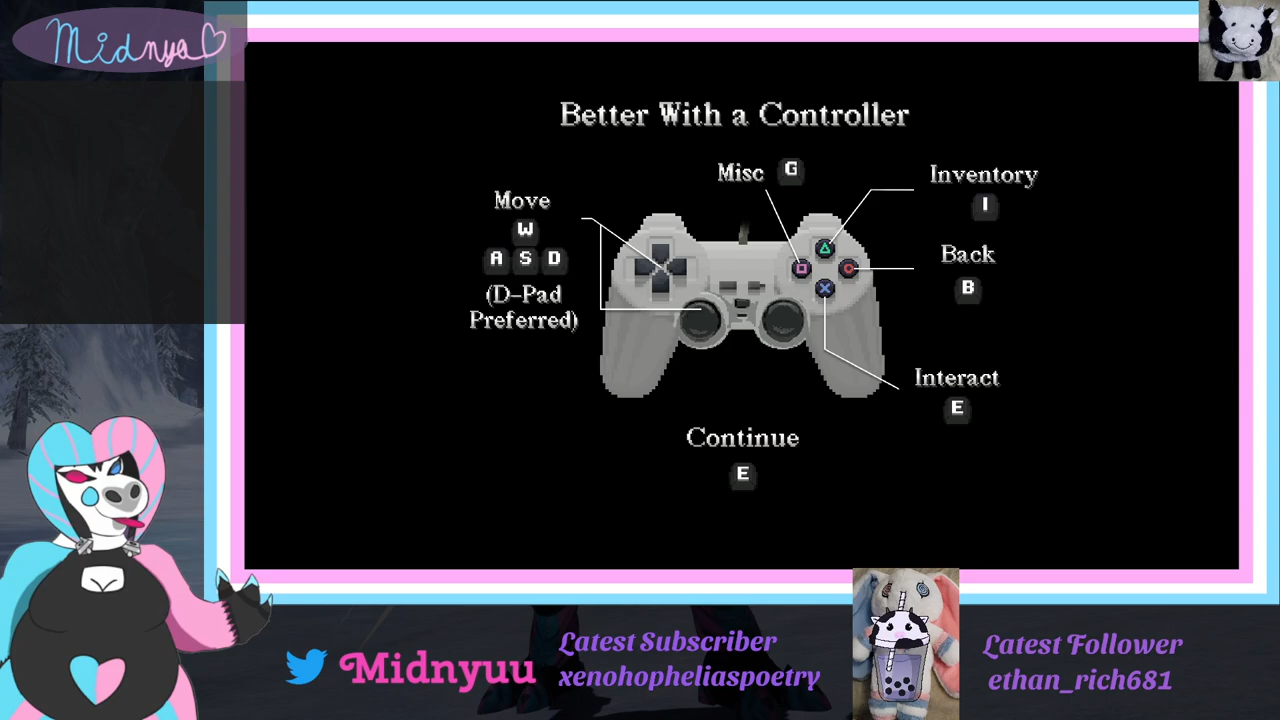 Midnya
Better With a Controller
Misc G
Inventory
I
Move
W
A S D
(D-Pad
Preferred)
Back
B
Interact
E
Continue
E
Midnyuu
Latest Subscriber
xenohopheliaspoetry
Latest Follower
ethan_rich681